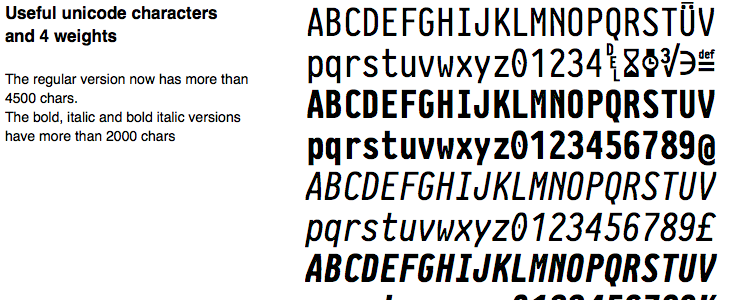 Useful unicode characters
and 4 weights
The regular version now has more than
4500 chars.
The bold, italic and bold italic versions
have more than 2000 chars
ABCDEFGHIJKLMNOPQRSTǕV
pqrstuvwxyz01234␡⌛⌚∛∋≝
ABCDEFGHIJKLMNOPQRSTUV
pqrstuvwxyz0123456789@
ABCDEFGHIJKLMNOPQRSTUV
pqrstuvwxyz0123456789£
ABCDEFGHIJKLMNOPQRSTUV